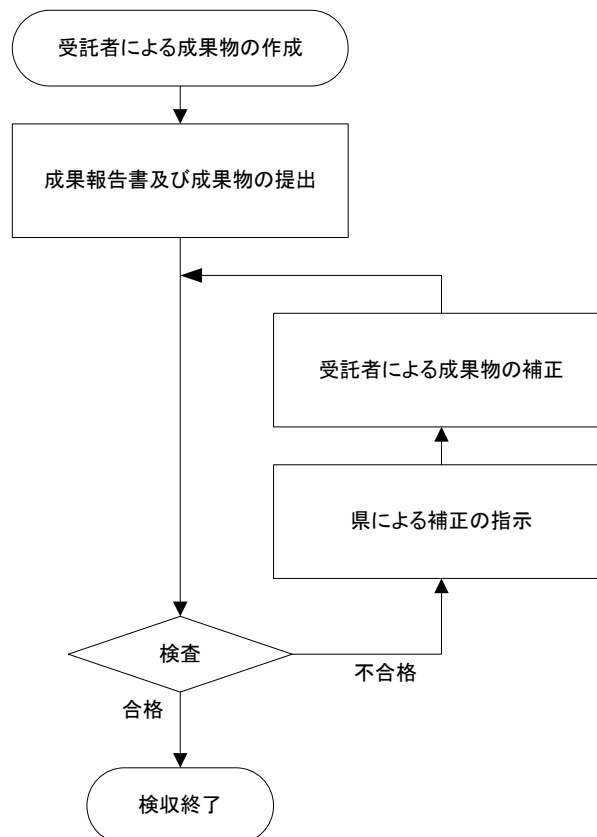 受託者による成果物の作成
成果報告書及び成果物の提出
受託者による成果物の補正
県による補正の指示
検査
不合格
合格
検収終了